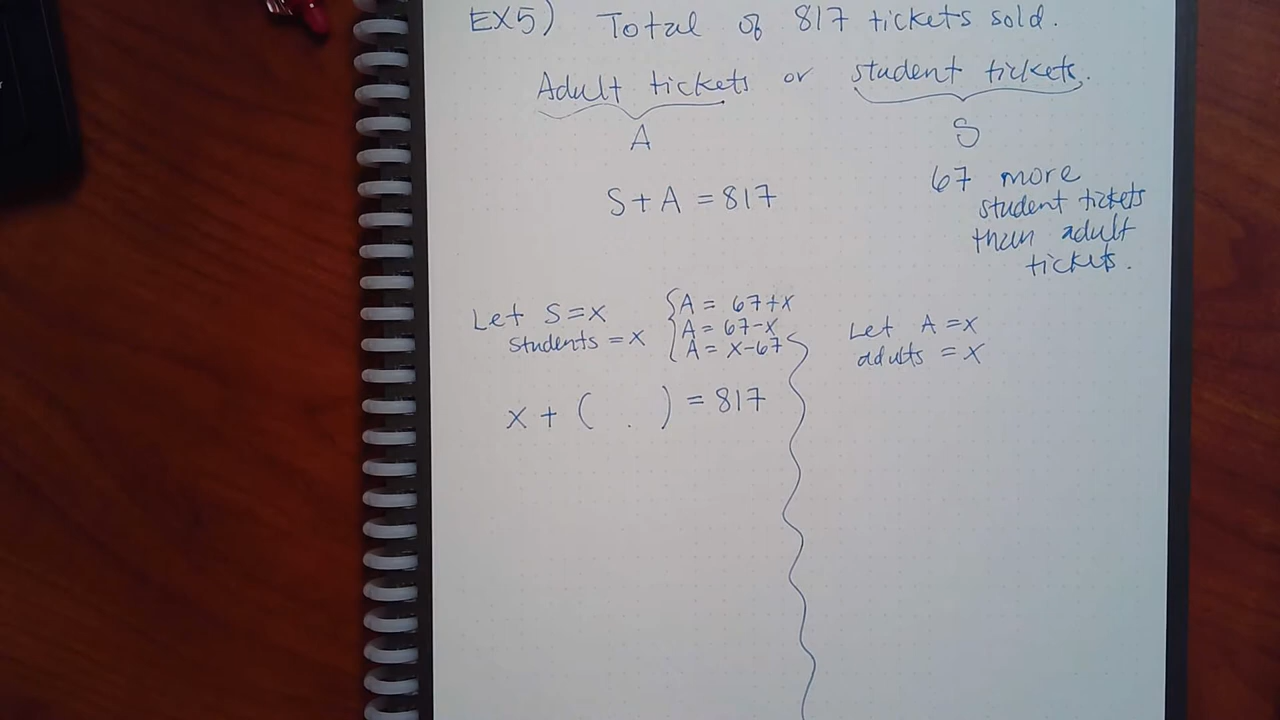 EX5) Total of 817 tickets sold.
Adult tickets or student tickets.
A S
S + A = 817
67 more
student tickets
than adult
tickets.
Let S = x
students = x
A = 67 + x
A = 67 - x
A = x - 67
Let A = x
adults = x
x + ( . ) = 817